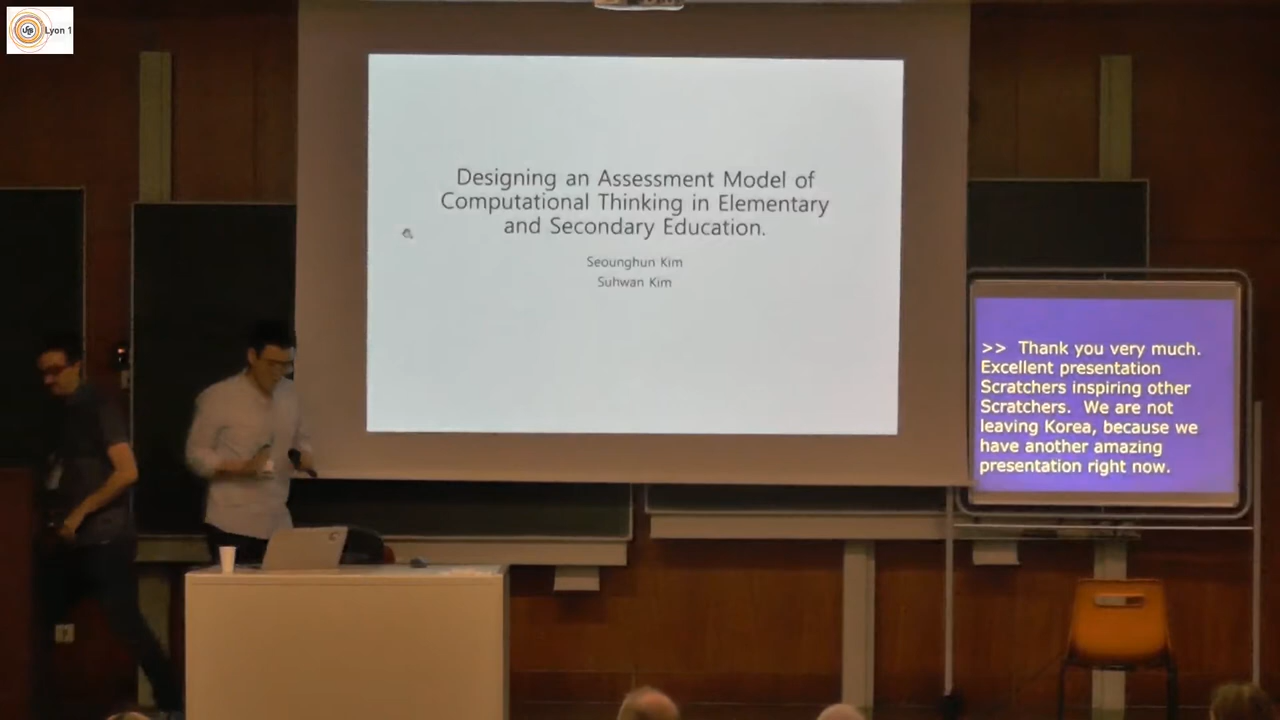 Lyon 1
Designing an Assessment Model of
Computational Thinking in Elementary
and Secondary Education.
Seounghun Kim
Suhwan Kim
>> Thank you very much.
Excellent presentation
Scratchers inspiring other
Scratchers. We are not
leaving Korea, because we
have another amazing
presentation right now.